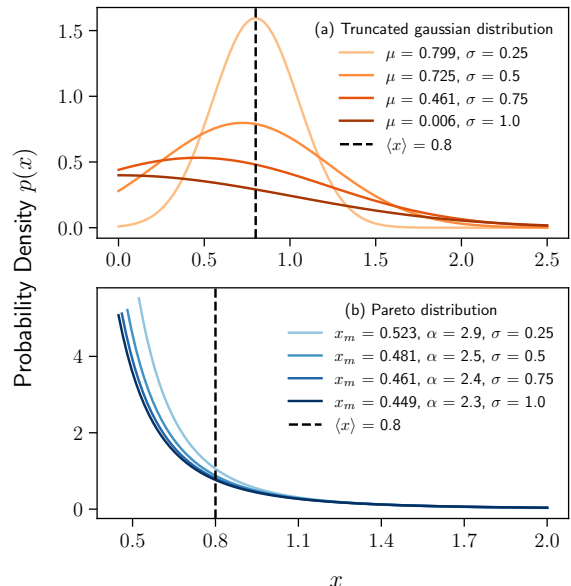 Probability Density p(x)
1.5
1.0
0.5
0.0
(a) Truncated gaussian distribution
μ = 0.799, σ = 0.25
μ = 0.725, σ = 0.5
μ = 0.461, σ = 0.75
μ = 0.006, σ = 1.0
⟨x⟩ = 0.8
0.0 0.5 1.0 1.5 2.0 2.5
4
2
0
(b) Pareto distribution
x_m = 0.523, α = 2.9, σ = 0.25
x_m = 0.481, α = 2.5, σ = 0.5
x_m = 0.461, α = 2.4, σ = 0.75
x_m = 0.449, α = 2.3, σ = 1.0
⟨x⟩ = 0.8
0.5 0.8 1.1 1.4 1.7 2.0
x